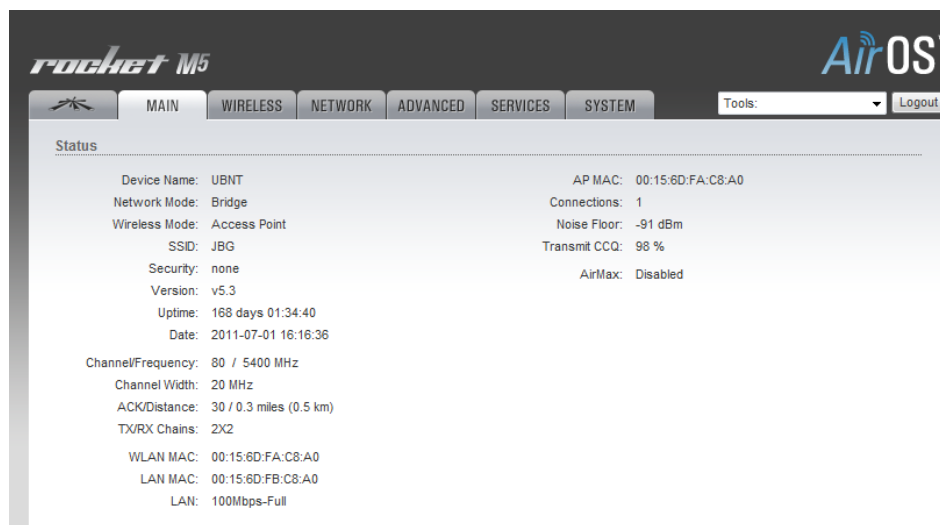 rocket M5
AirOS
MAIN WIRELESS NETWORK ADVANCED SERVICES SYSTEM Tools: Logout
Status
Device Name: UBNT AP MAC: 00:15:6D:FA:C8:A0
Network Mode: Bridge Connections: 1
Wireless Mode: Access Point Noise Floor: -91 dBm
SSID: JBG Transmit CCQ: 98 %
Security: none AirMax: Disabled
Version: v5.3
Uptime: 168 days 01:34:40
Date: 2011-07-01 16:16:36
Channel/Frequency: 80 / 5400 MHz
Channel Width: 20 MHz
ACK/Distance: 30 / 0.3 miles (0.5 km)
TX/RX Chains: 2X2
WLAN MAC: 00:15:6D:FA:C8:A0
LAN MAC: 00:15:6D:FB:C8:A0
LAN: 100Mbps-Full